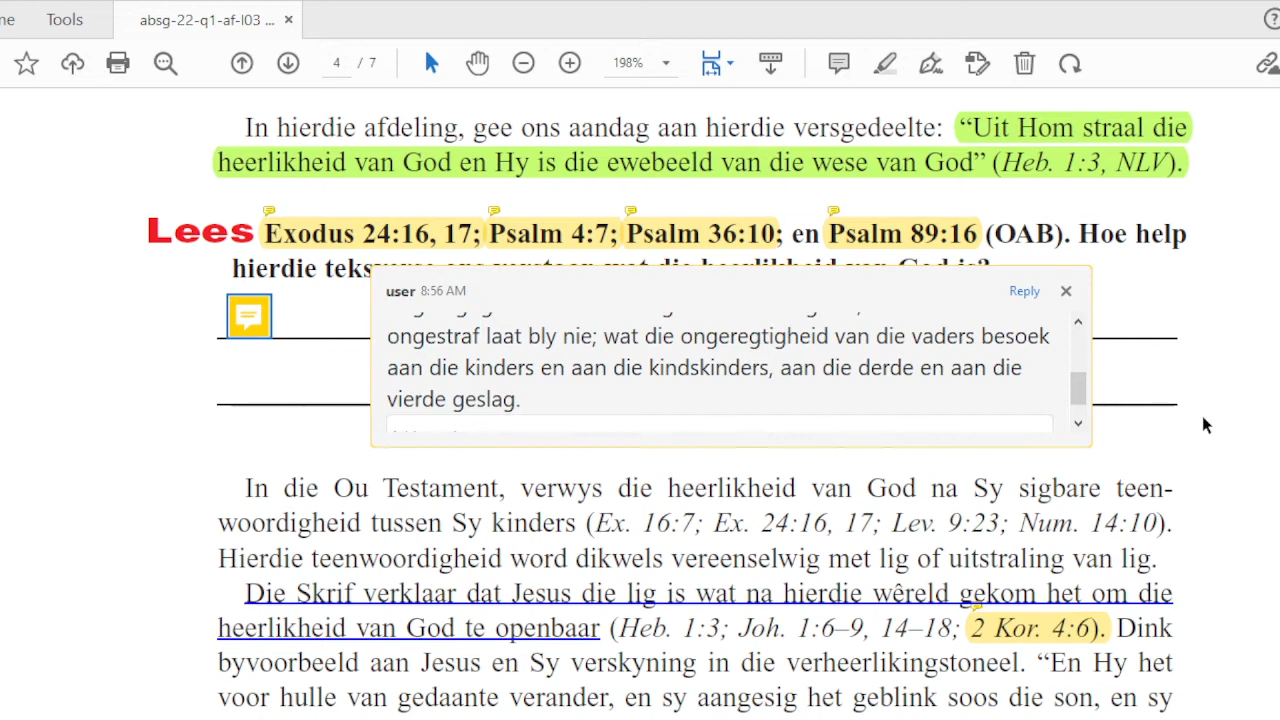 Tools
absg-22-q1-af-l03 ... ×
4 / 7
198%
In hierdie afdeling, gee ons aandag aan hierdie versgedeelte: “Uit Hom straal die
heerlikheid van God en Hy is die ewebeeld van die wese van God” (Heb. 1:3, NLV).
Lees Exodus 24:16, 17; Psalm 4:7; Psalm 36:10; en Psalm 89:16 (OAB). Hoe help
hierdie
user 8:56 AM Reply
ongestraf laat bly nie; wat die ongeregtigheid van die vaders besoek
aan die kinders en aan die kindskinders, aan die derde en aan die
vierde geslag.
In die Ou Testament, verwys die heerlikheid van God na Sy sigbare teen-
woordigheid tussen Sy kinders (Ex. 16:7; Ex. 24:16, 17; Lev. 9:23; Num. 14:10).
Hierdie teenwoordigheid word dikwels vereenselwig met lig of uitstraling van lig.
Die Skrif verklaar dat Jesus die lig is wat na hierdie wêreld gekom het om die
heerlikheid van God te openbaar (Heb. 1:3; Joh. 1:6–9, 14–18; 2 Kor. 4:6). Dink
byvoorbeeld aan Jesus en Sy verskyning in die verheerlikingstoneel. “En Hy het
voor hulle van gedaante verander, en sy aangesig het geblink soos die son, en sy